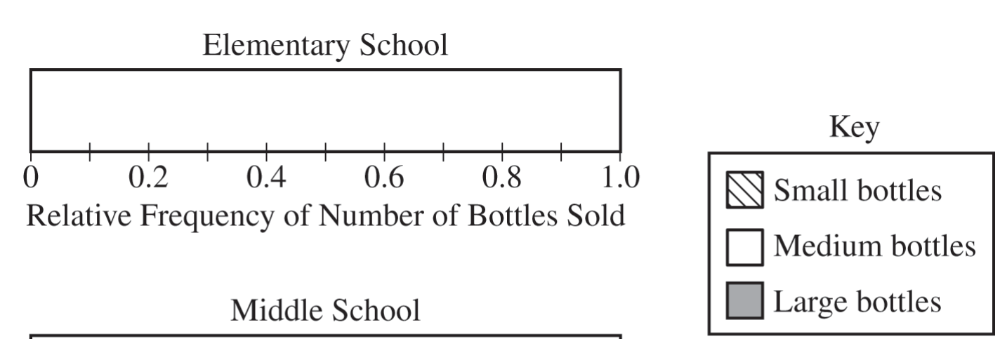 Elementary School
0 0.2 0.4 0.6 0.8 1.0
Relative Frequency of Number of Bottles Sold
Key
Small bottles
Medium bottles
Large bottles
Middle School